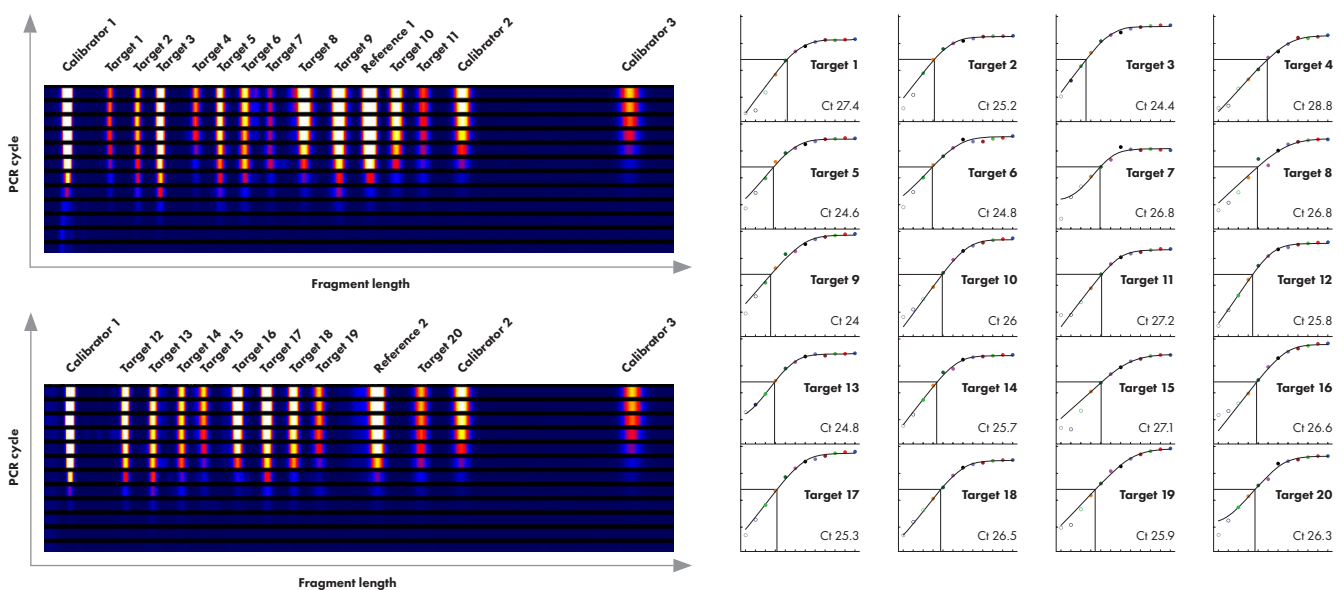 Calibrator 1
Target 1
Target 2
Target 3
Target 4
Target 5
Target 6
Target 7
Target 8
Target 9
Reference 1
Target 10
Target 11
Calibrator 2
Calibrator 3
PCR cycle
Fragment length
Calibrator 1
Target 12
Target 13
Target 14
Target 15
Target 16
Target 17
Target 18
Target 19
Reference 2
Target 20
Calibrator 2
Calibrator 3
PCR cycle
Fragment length
Target 1
Ct 27.4
Target 2
Ct 25.2
Target 3
Ct 24.4
Target 4
Ct 28.8
Target 5
Ct 24.6
Target 6
Ct 24.8
Target 7
Ct 26.8
Target 8
Ct 26.8
Target 9
Ct 24
Target 10
Ct 26
Target 11
Ct 27.2
Target 12
Ct 25.8
Target 13
Ct 24.8
Target 14
Ct 25.7
Target 15
Ct 27.1
Target 16
Ct 26.6
Target 17
Ct 25.3
Target 18
Ct 26.5
Target 19
Ct 25.9
Target 20
Ct 26.3